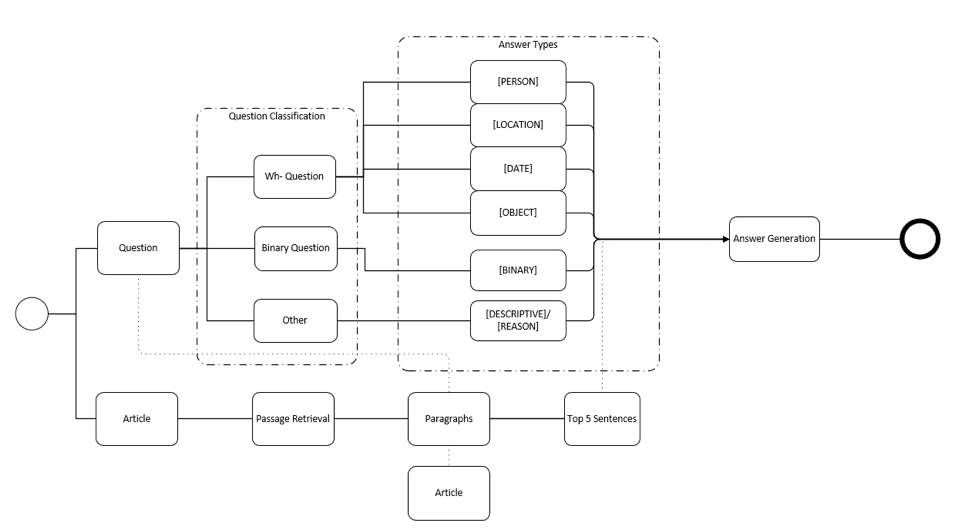 Answer Types
[PERSON]
[LOCATION]
[DATE]
[OBJECT]
[BINARY]
[DESCRIPTIVE]/
[REASON]
Question Classification
Wh- Question
Binary Question
Other
Question
Answer Generation
Article
Passage Retrieval
Paragraphs
Top 5 Sentences
Article